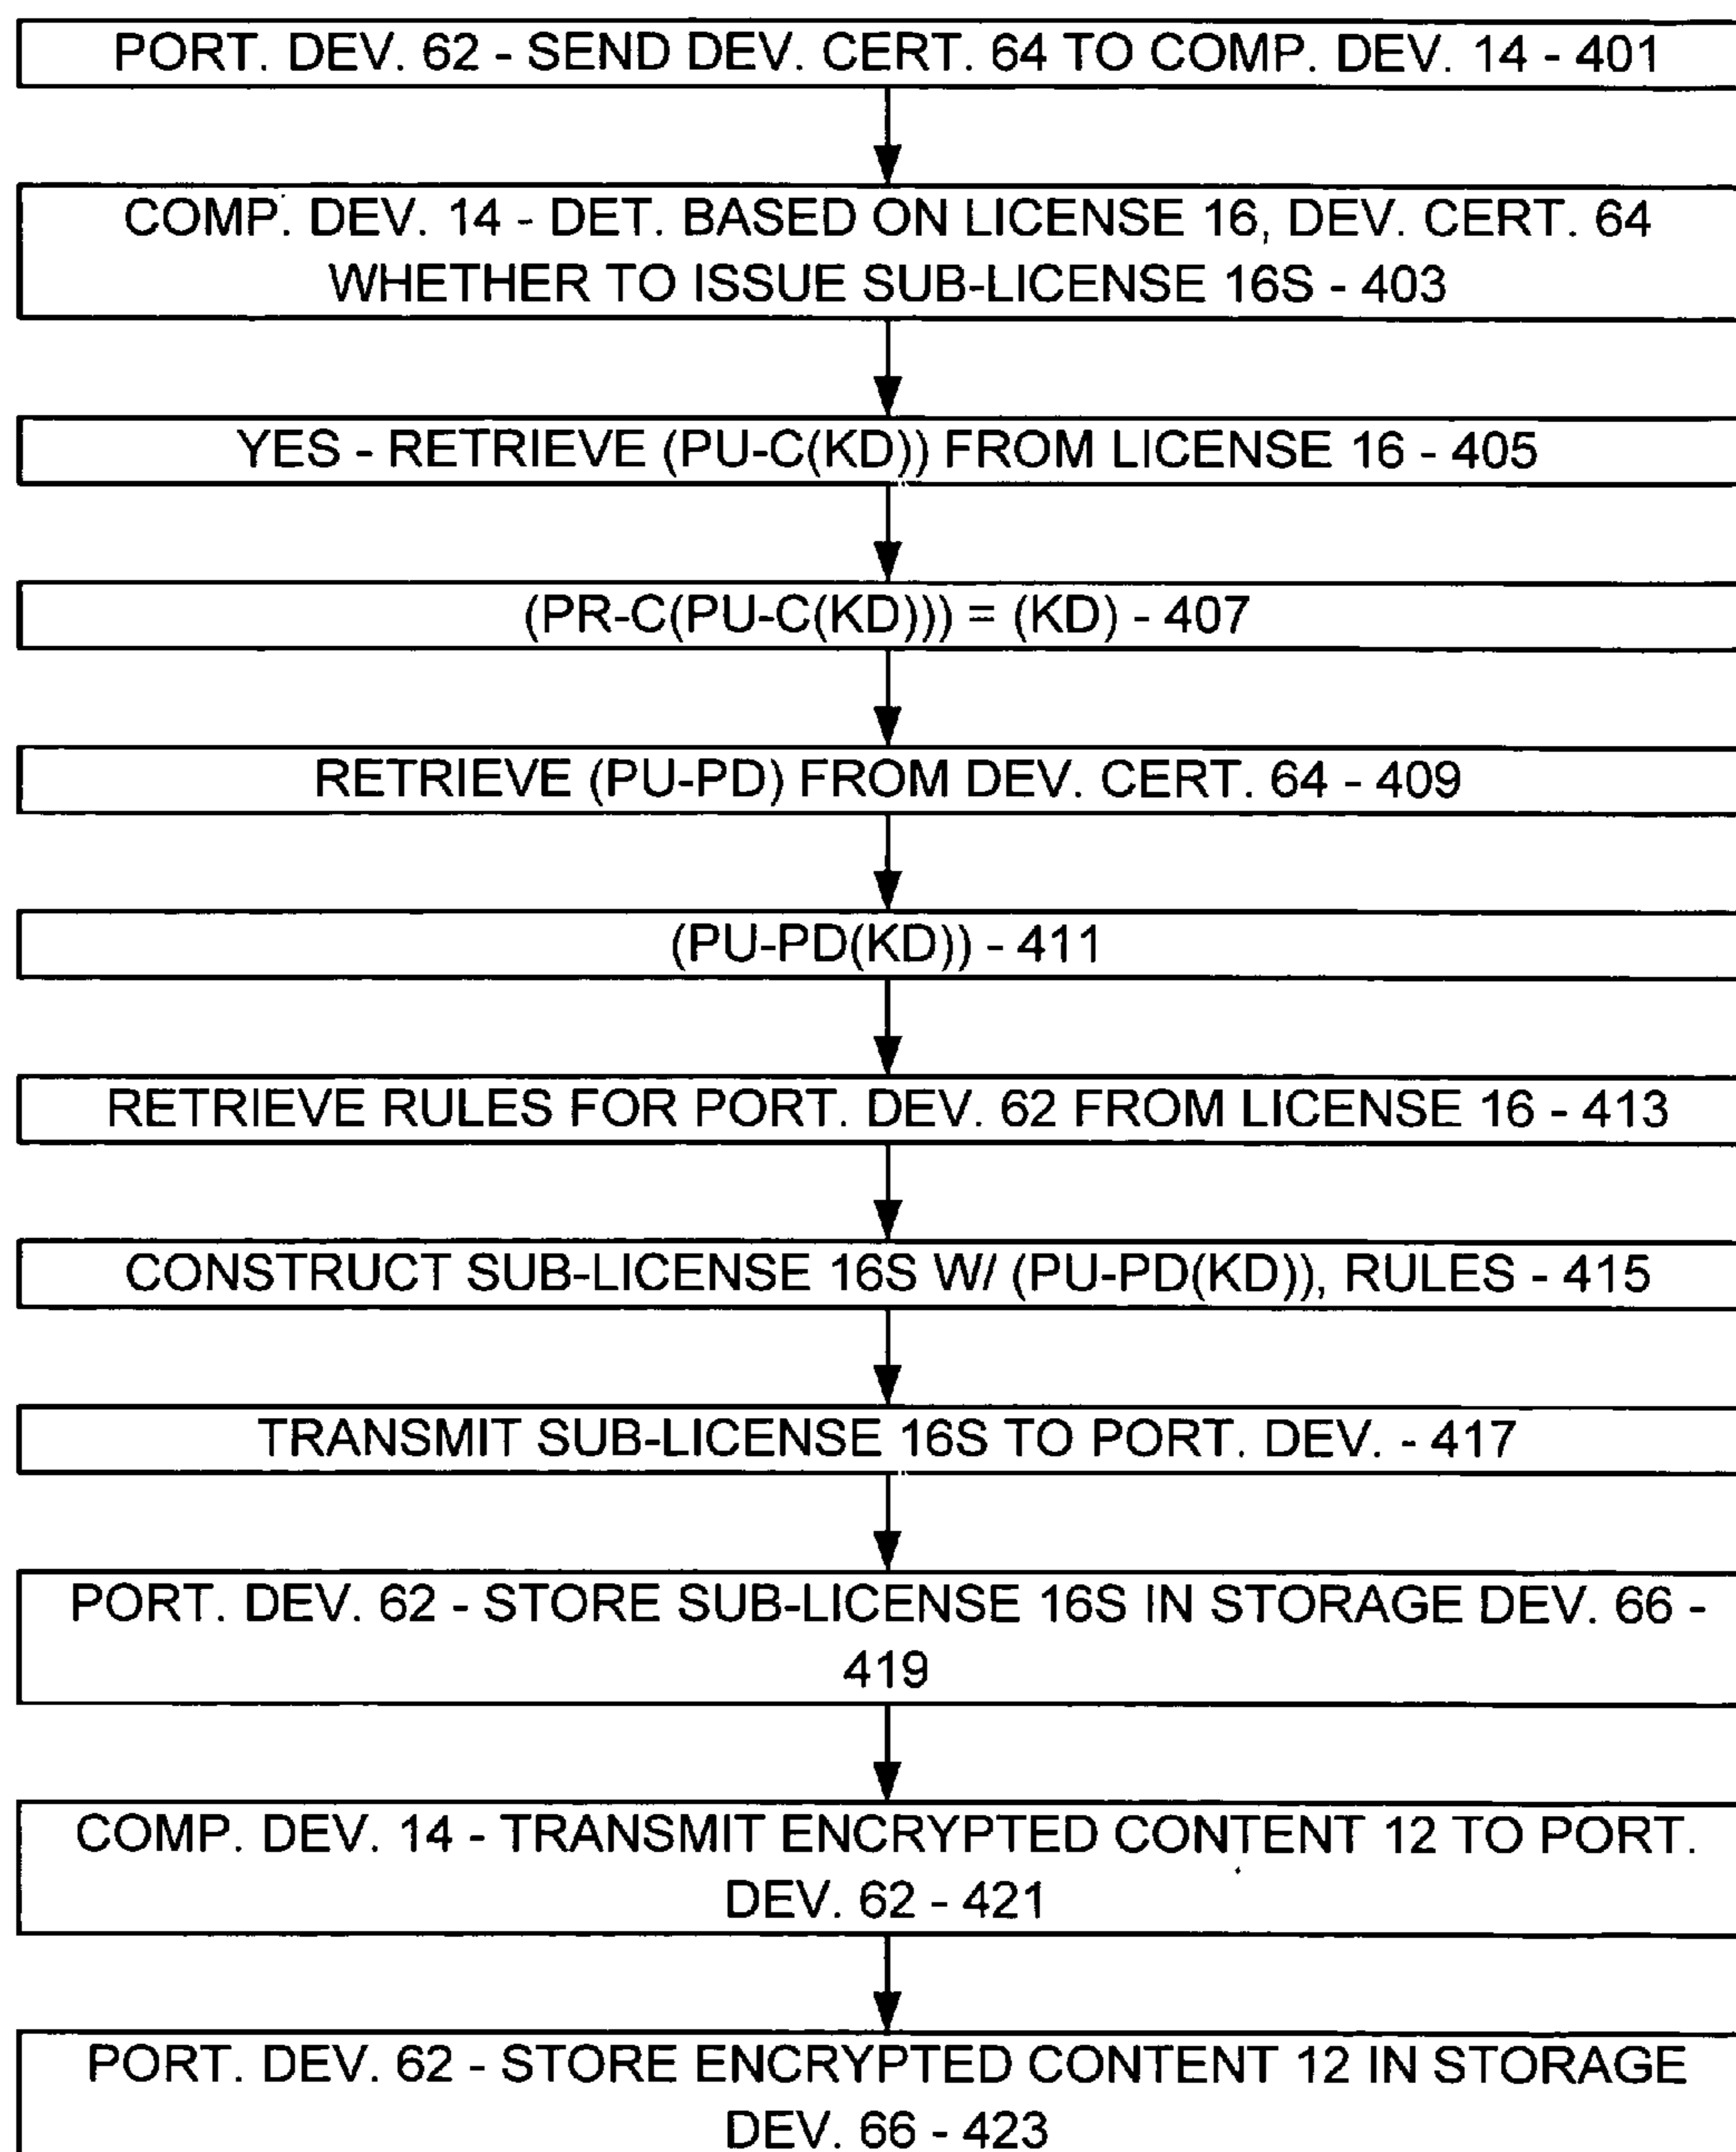 PORT. DEV. 62 - SEND DEV. CERT. 64 TO COMP. DEV. 14 - 401
COMP. DEV. 14 - DET. BASED ON LICENSE 16, DEV. CERT. 64
WHETHER TO ISSUE SUB-LICENSE 16S - 403
YES - RETRIEVE (PU-C(KD)) FROM LICENSE 16 - 405
(PR-C(PU-C(KD))) = (KD) - 407
RETRIEVE (PU-PD) FROM DEV. CERT. 64 - 409
(PU-PD(KD)) - 411
RETRIEVE RULES FOR PORT. DEV. 62 FROM LICENSE 16 - 413
CONSTRUCT SUB-LICENSE 16S W/ (PU-PD(KD)), RULES - 415
TRANSMIT SUB-LICENSE 16S TO PORT. DEV. - 417
PORT. DEV. 62 - STORE SUB-LICENSE 16S IN STORAGE DEV. 66 -
419
COMP. DEV. 14 - TRANSMIT ENCRYPTED CONTENT 12 TO PORT.
DEV. 62 - 421
PORT. DEV. 62 - STORE ENCRYPTED CONTENT 12 IN STORAGE
DEV. 66 - 423